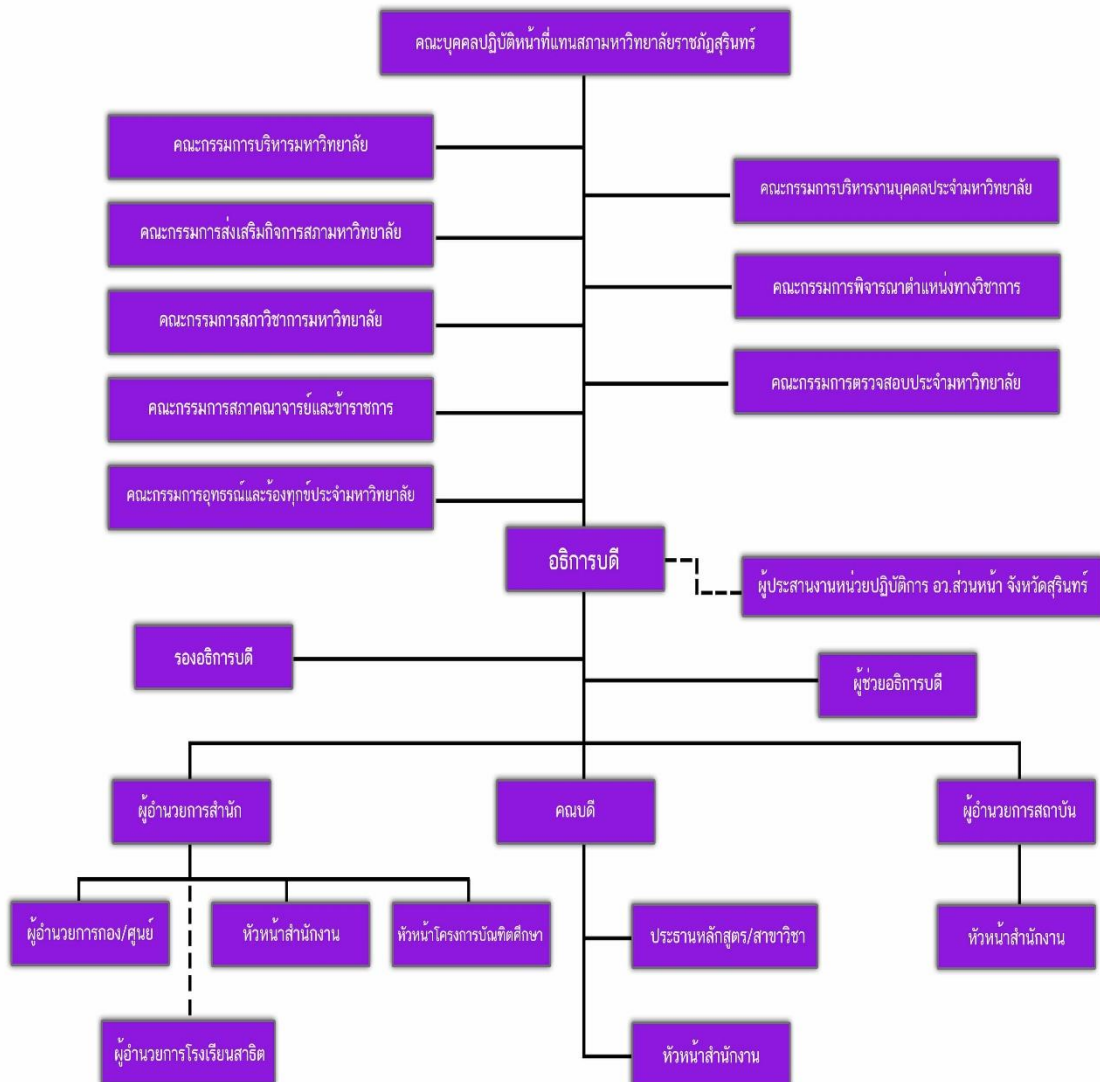 คณะบุคคลปฏิบัติหน้าที่แทนสภามหาวิทยาลัยราชภัฏสุรินทร์
คณะกรรมการบริหารมหาวิทยาลัย
คณะกรรมการบริหารงานบุคคลประจำมหาวิทยาลัย
คณะกรรมการส่งเสริมกิจการสภามหาวิทยาลัย
คณะกรรมการพิจารณาตำแหน่งทางวิชาการ
คณะกรรมการสภาวิชาการมหาวิทยาลัย
คณะกรรมการตรวจสอบประจำมหาวิทยาลัย
คณะกรรมการสภาคณาจารย์และข้าราชการ
คณะกรรมการอุทธรณ์และร้องทุกข์ประจำมหาวิทยาลัย
อธิการบดี
ผู้ประสานงานหน่วยปฏิบัติการ อว.ส่วนหน้า จังหวัดสุรินทร์
รองอธิการบดี
ผู้ช่วยอธิการบดี
ผู้อำนวยการสำนัก
คณบดี
ผู้อำนวยการสถาบัน
ผู้อำนวยการกอง/ศูนย์
หัวหน้าสำนักงาน
หัวหน้าโครงการบัณฑิตศึกษา
ประธานหลักสูตร/สาขาวิชา
หัวหน้าสำนักงาน
ผู้อำนวยการโรงเรียนสาธิต
หัวหน้าสำนักงาน